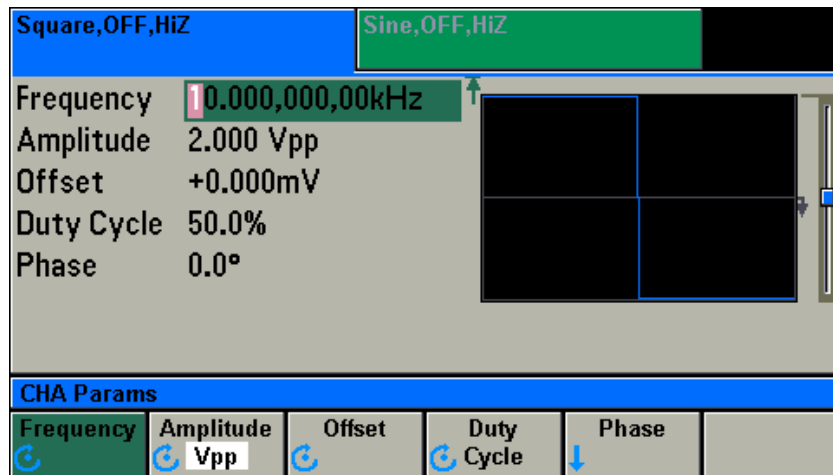 Square,OFF,HiZ
Sine,OFF,HiZ
Frequency 10.000,000,00kHz
Amplitude 2.000 Vpp
Offset +0.000mV
Duty Cycle 50.0%
Phase 0.0°
CHA Params
Frequency
Amplitude
Vpp
Offset
Duty
Cycle
Phase